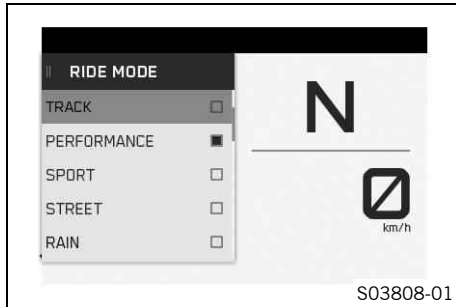 RIDE MODE
TRACK
PERFORMANCE
SPORT
STREET
RAIN
N
0
km/h
S03808-01